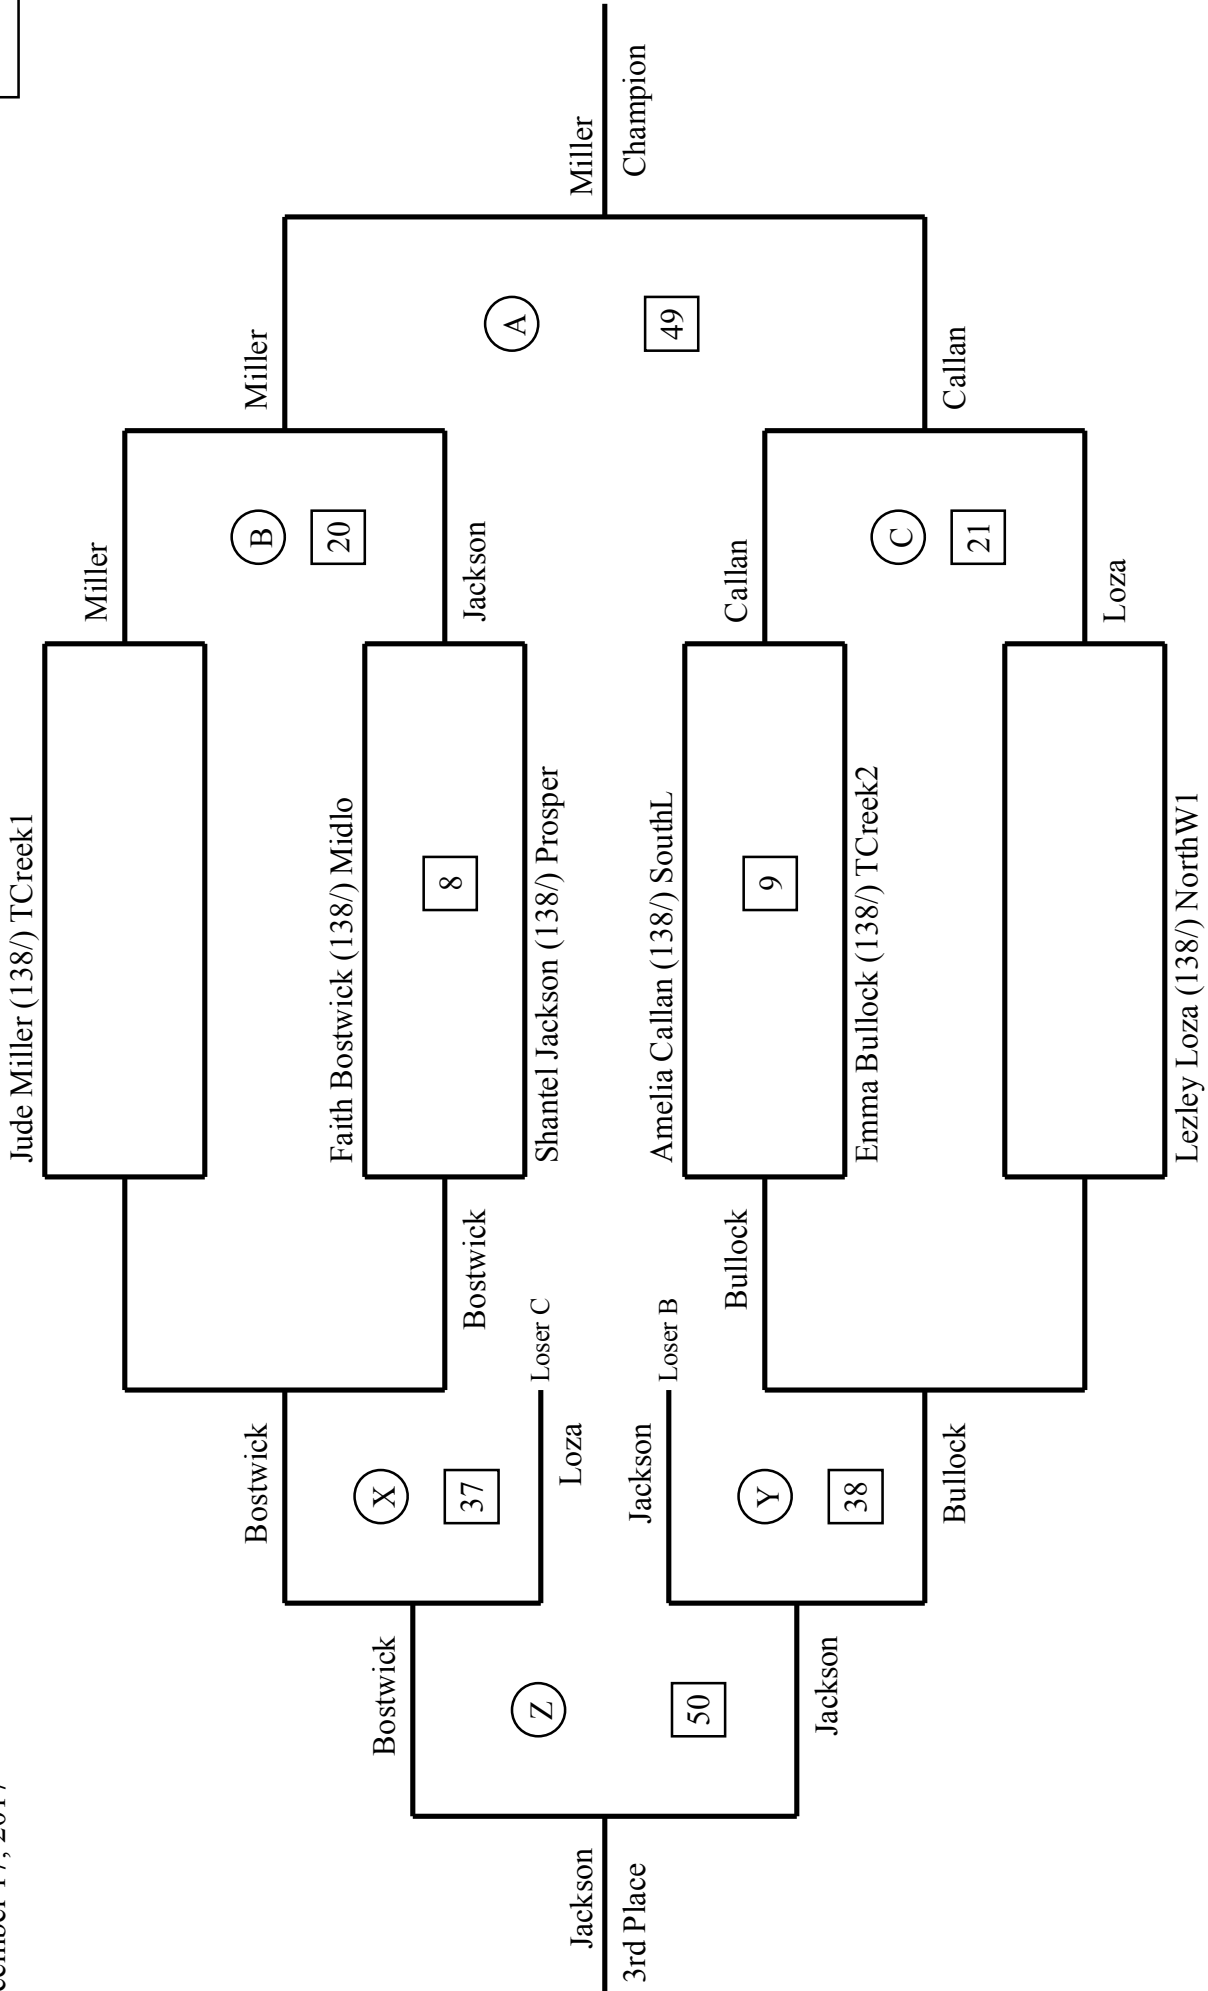 Jude Miller (138/) TCreek1
Miller
Bostwick
B
Miller
Faith Bostwick (138/) Midlo
20
Bostwick
X
8
37
Bostwick
Jackson
A
Z
Loser C
Shantel Jackson (138/) Prosper
Loza
Jackson
Miller
3rd Place
Champion
Jackson
Loser B
Amelia Callan (138/) SouthL
49
50
Bullock
Callan
Y
9
Jackson
38
Emma Bullock (138/) TCreek2
C
Bullock
Callan
21
Loza
Lezley Loza (138/) NorthW1